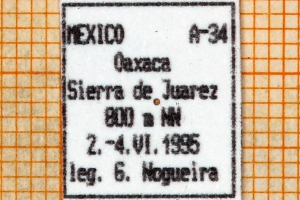 MEXICO A-34
Oaxaca
Sierra de Juarez
800 m NN
2.-4.VI.1995
leg. G. Nogueira